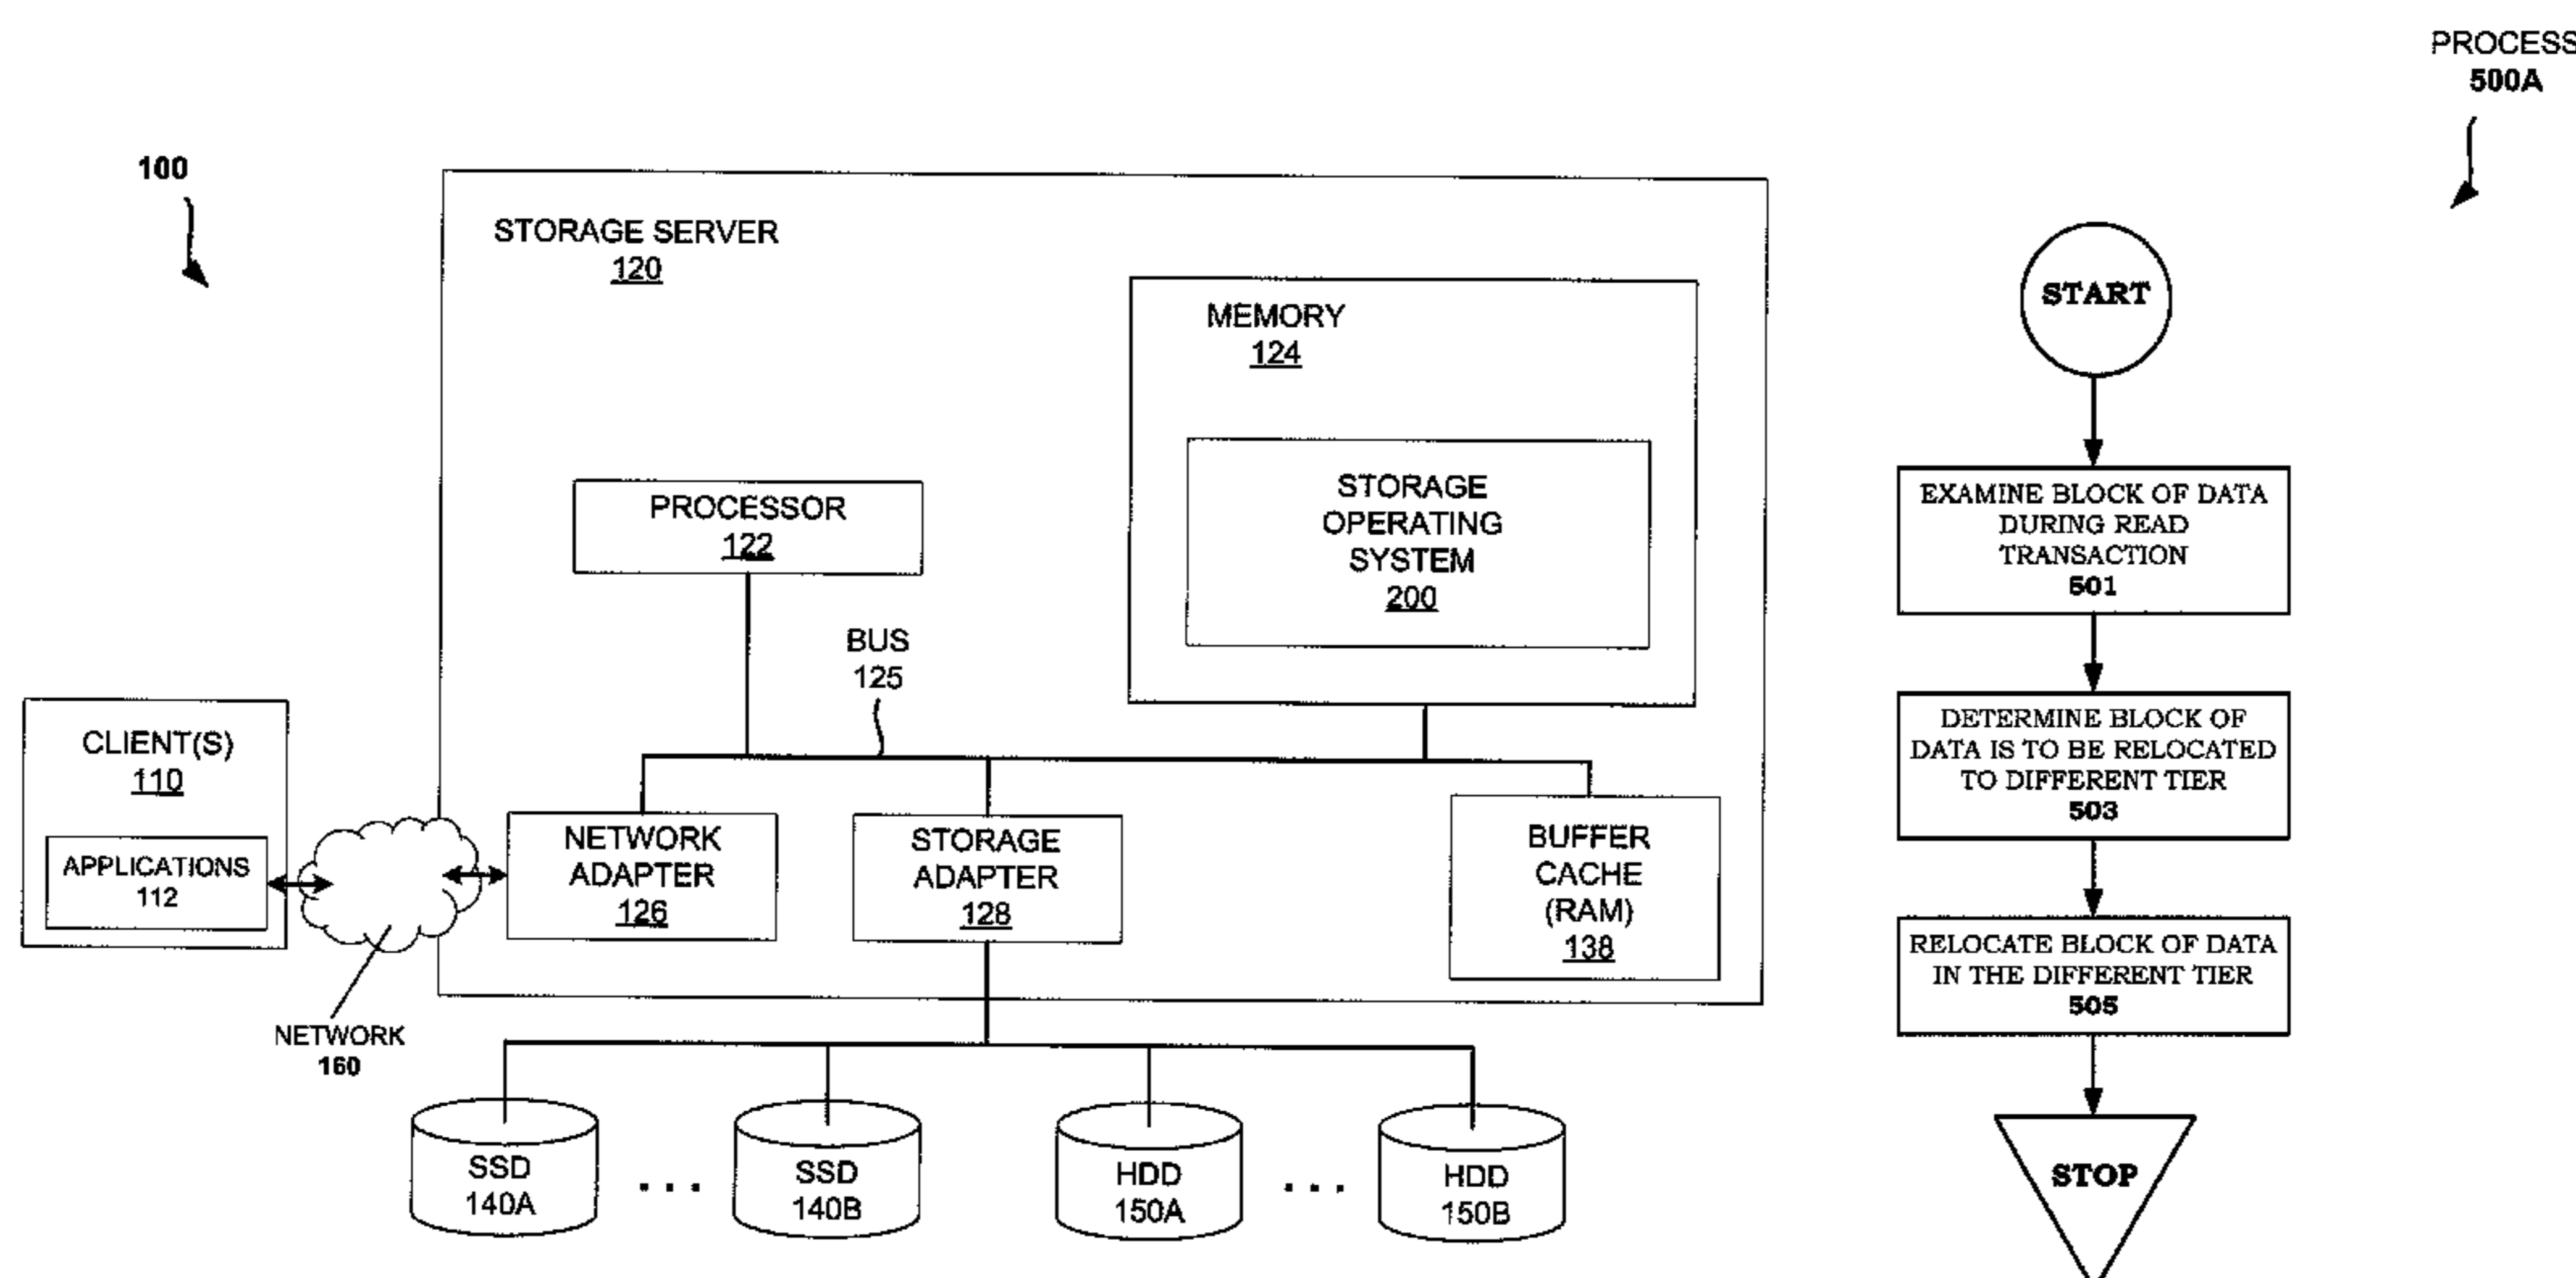 100
STORAGE SERVER
120
MEMORY
124
STORAGE
OPERATING
SYSTEM
200
PROCESSOR
122
BUS
125
CLIENT(S)
110
APPLICATIONS
112
NETWORK
160
NETWORK
ADAPTER
126
STORAGE
ADAPTER
128
BUFFER
CACHE
(RAM)
138
SSD
140A
. . .
SSD
140B
HDD
150A
. . .
HDD
150B
PROCESS
500A
START
EXAMINE BLOCK OF DATA
DURING READ
TRANSACTION
501
DETERMINE BLOCK OF
DATA IS TO BE RELOCATED
TO DIFFERENT TIER
503
RELOCATE BLOCK OF DATA
IN THE DIFFERENT TIER
505
STOP